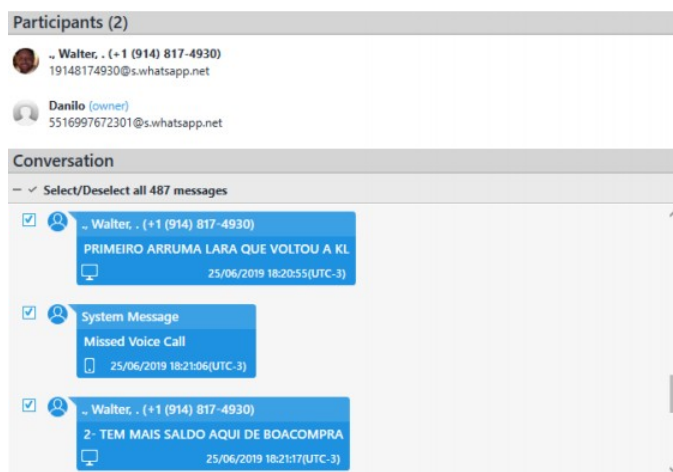 Participants (2)
., Walter, . (+1 (914) 817-4930)
19148174930@s.whatsapp.net
Danilo (owner)
5516997672301@s.whatsapp.net
Conversation
Select/Deselect all 487 messages
., Walter, . (+1 (914) 817-4930)
PRIMEIRO ARRUMA LARA QUE VOLTOU A KL
25/06/2019 18:20:55(UTC-3)
System Message
Missed Voice Call
25/06/2019 18:21:06(UTC-3)
., Walter, . (+1 (914) 817-4930)
2- TEM MAIS SALDO AQUI DE BOACOMPRA
25/06/2019 18:21:17(UTC-3)